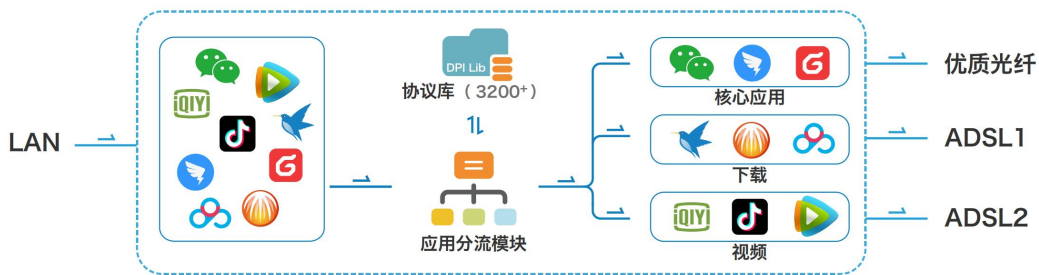 LAN
iQIYI
DPI Lib
协议库（3200+）
应用分流模块
核心应用
下载
iQIYI
视频
优质光纤
ADSL1
ADSL2